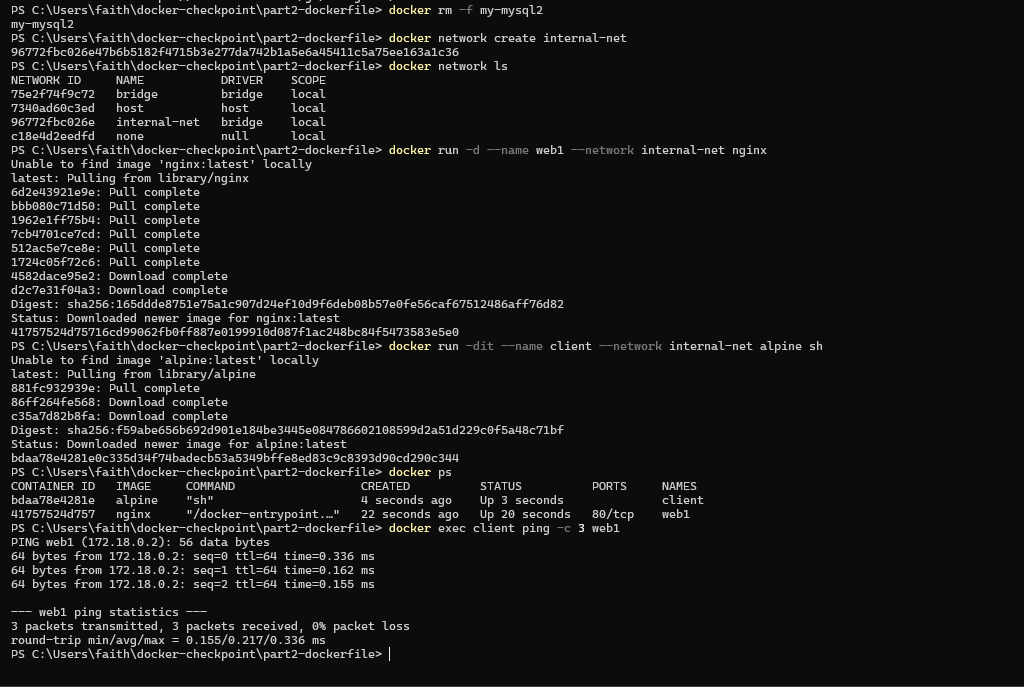 PS C:\Users\faith\docker-checkpoint\part2-dockerfile> docker rm -f my-mysql2
my-mysql2
PS C:\Users\faith\docker-checkpoint\part2-dockerfile> docker network create internal-net
96772fbc026e47b6b5182f4715b3e277da742b1a5e6a45411c5a75ee163a1c36
PS C:\Users\faith\docker-checkpoint\part2-dockerfile> docker network ls
NETWORK ID     NAME           DRIVER    SCOPE
75e2f74f9c72   bridge         bridge    local
7340ad60c3ed   host           host      local
96772fbc026e   internal-net   bridge    local
c18e4d2eedfd   none           null      local
PS C:\Users\faith\docker-checkpoint\part2-dockerfile> docker run -d --name web1 --network internal-net nginx
Unable to find image 'nginx:latest' locally
latest: Pulling from library/nginx
6d2e43921e9e: Pull complete
bbb080c71d50: Pull complete
1962e1ff75b4: Pull complete
7cb4701ce7cd: Pull complete
512ac5e7ce8e: Pull complete
1724c05f72c6: Pull complete
4582dace95e2: Download complete
d2c7e31f04a3: Download complete
Digest: sha256:165ddde8751e75a1c907d24ef10d9f6deb08b57e0fe56caf67512486aff76d82
Status: Downloaded newer image for nginx:latest
41757524d75716cd99062fb0ff887e0199910d087f1ac248bc84f5473583e5e0
PS C:\Users\faith\docker-checkpoint\part2-dockerfile> docker run -dit --name client --network internal-net alpine sh
Unable to find image 'alpine:latest' locally
latest: Pulling from library/alpine
881fc932939e: Pull complete
86ff264fe568: Download complete
c35a7d82b8fa: Download complete
Digest: sha256:f59abe656b692d901e184be3445e084786602108599d2a51d229c0f5a48c71bf
Status: Downloaded newer image for alpine:latest
bdaa78e4281e0c335d34f74badecb53a5349bffe8ed83c9c8393d90cd290c344
PS C:\Users\faith\docker-checkpoint\part2-dockerfile> docker ps
CONTAINER ID   IMAGE     COMMAND                  CREATED          STATUS          PORTS     NAMES
bdaa78e4281e   alpine    "sh"                     4 seconds ago    Up 3 seconds              client
41757524d757   nginx     "/docker-entrypoint.…"   22 seconds ago   Up 20 seconds   80/tcp    web1
PS C:\Users\faith\docker-checkpoint\part2-dockerfile> docker exec client ping -c 3 web1
PING web1 (172.18.0.2): 56 data bytes
64 bytes from 172.18.0.2: seq=0 ttl=64 time=0.336 ms
64 bytes from 172.18.0.2: seq=1 ttl=64 time=0.162 ms
64 bytes from 172.18.0.2: seq=2 ttl=64 time=0.155 ms
--- web1 ping statistics ---
3 packets transmitted, 3 packets received, 0% packet loss
round-trip min/avg/max = 0.155/0.217/0.336 ms
PS C:\Users\faith\docker-checkpoint\part2-dockerfile>